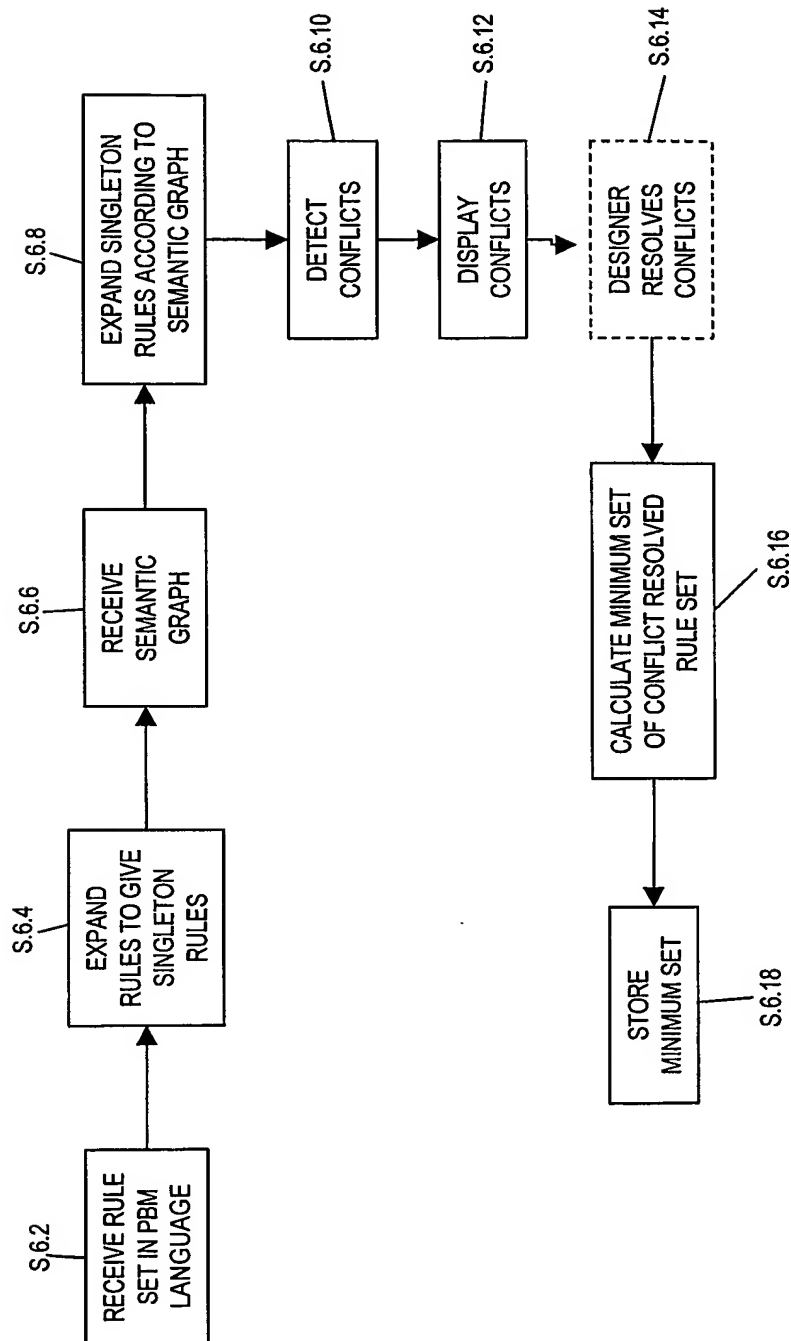 S.6.2
RECEIVE RULE
SET IN PBM
LANGUAGE
S.6.4
EXPAND
RULES TO GIVE
SINGLETON
RULES
S.6.6
RECEIVE
SEMANTIC
GRAPH
S.6.8
EXPAND SINGLETON
RULES ACCORDING TO
SEMANTIC GRAPH
S.6.10
DETECT
CONFLICTS
S.6.12
DISPLAY
CONFLICTS
S.6.14
DESIGNER
RESOLVES
CONFLICTS
CALCULATE MINIMUM SET
OF CONFLICT RESOLVED
RULE SET
S.6.16
STORE
MINIMUM SET
S.6.18